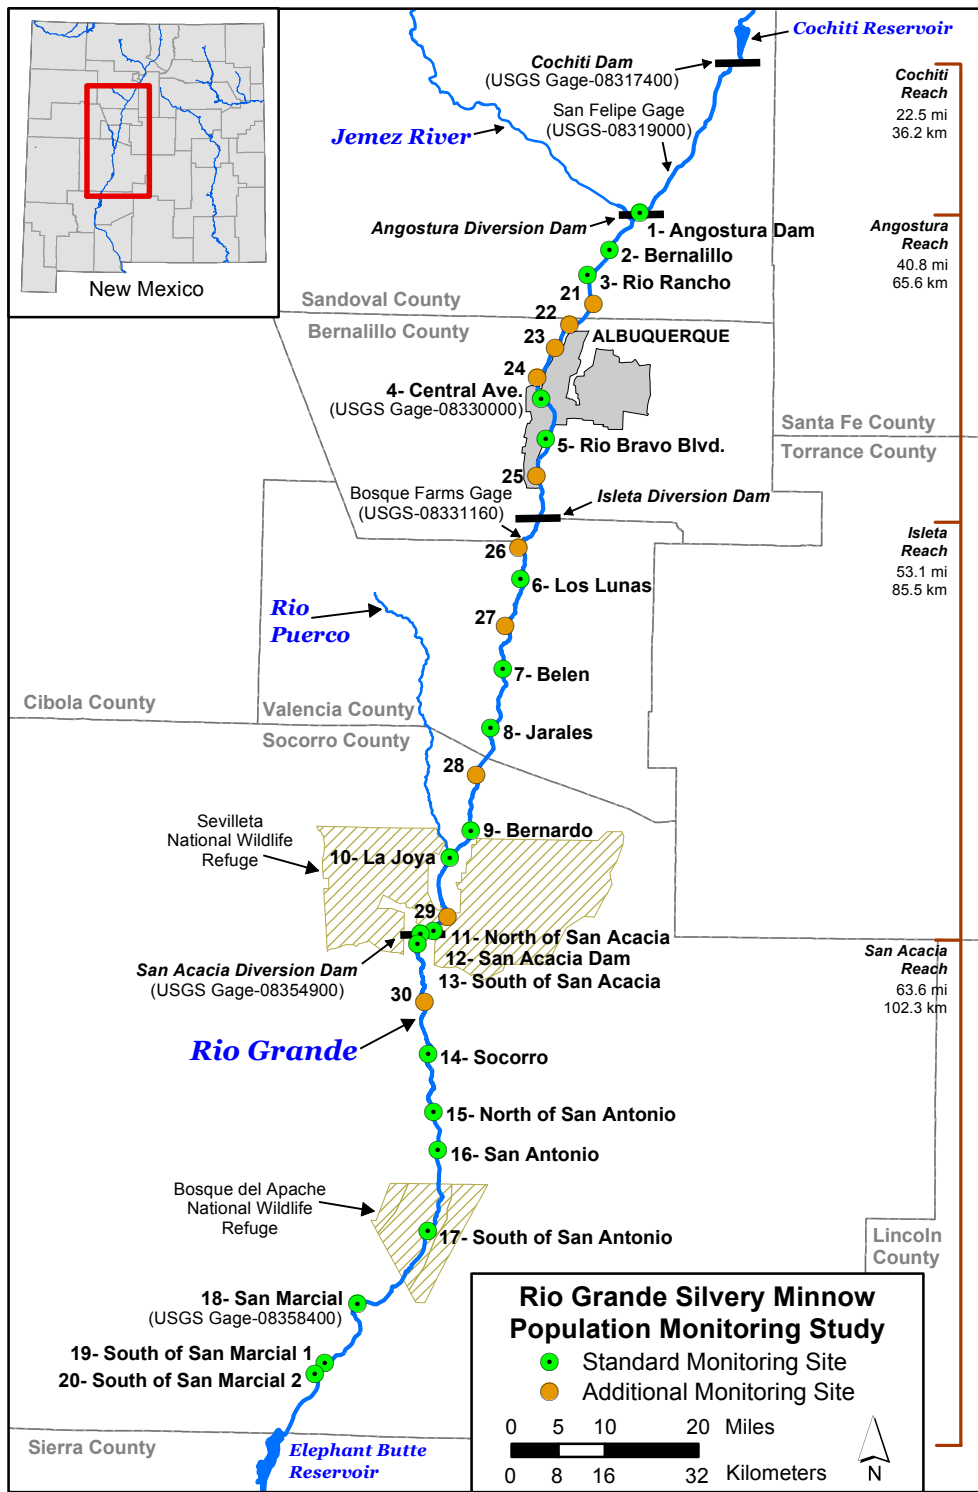 New Mexico
Cochiti Reservoir
Cochiti Dam
(USGS Gage-08317400)
San Felipe Gage
(USGS-08319000)
Jemez River
Cochiti
Reach
22.5 mi
36.2 km
Angostura Diversion Dam
1- Angostura Dam
2- Bernalillo
3- Rio Rancho
Angostura
Reach
40.8 mi
65.6 km
21
Sandoval County
22
Bernalillo County
23
ALBUQUERQUE
24
4- Central Ave.
(USGS Gage-08330000)
Santa Fe County
5- Rio Bravo Blvd.
Torrance County
25
Bosque Farms Gage
(USGS-08331160)
Isleta Diversion Dam
Isleta
Reach
53.1 mi
85.5 km
26
6- Los Lunas
Rio
Puerco
27
7- Belen
Cibola County
Valencia County
Socorro County
8- Jarales
28
Sevilleta
National Wildlife
Refuge
9- Bernardo
10- La Joya
29
11- North of San Acacia
12- San Acacia Dam
13- South of San Acacia
San Acacia Diversion Dam
(USGS Gage-08354900)
San Acacia
Reach
63.6 mi
102.3 km
30
Rio Grande
14- Socorro
15- North of San Antonio
16- San Antonio
Bosque del Apache
National Wildlife
Refuge
17- South of San Antonio
Lincoln
County
18- San Marcial
(USGS Gage-08358400)
19- South of San Marcial 1
20- South of San Marcial 2
Sierra County
Elephant Butte
Reservoir
Rio Grande Silvery Minnow
Population Monitoring Study
Standard Monitoring Site
Additional Monitoring Site
0 5 10 20 Miles
0 8 16 32 Kilometers
N